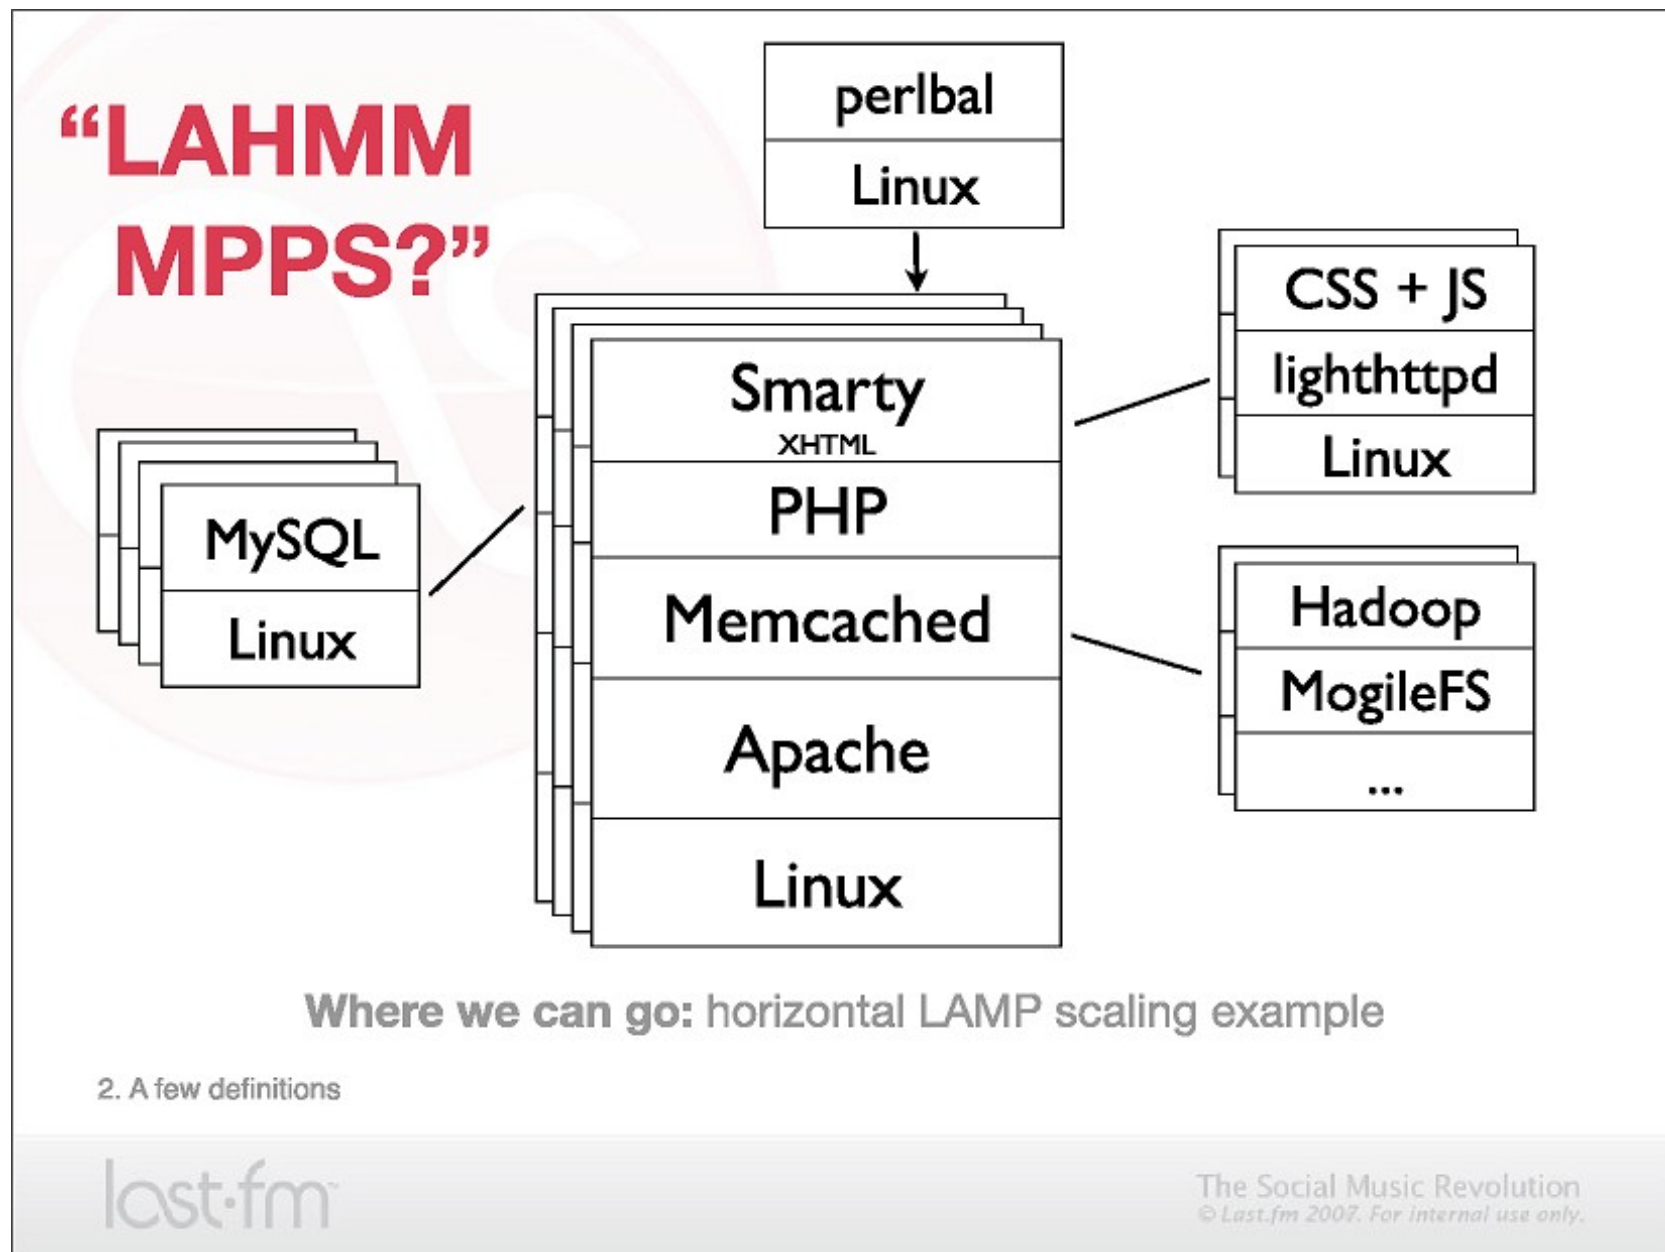 “LAHMM
MPPS?”
perlbal
Linux
CSS + JS
lighthttpd
Linux
Smarty
XHTML
PHP
Memcached
Apache
Linux
MySQL
Linux
Hadoop
MogileFS
...
Where we can go: horizontal LAMP scaling example
2. A few definitions
last.fm
The Social Music Revolution
© Last.fm 2007. For internal use only.